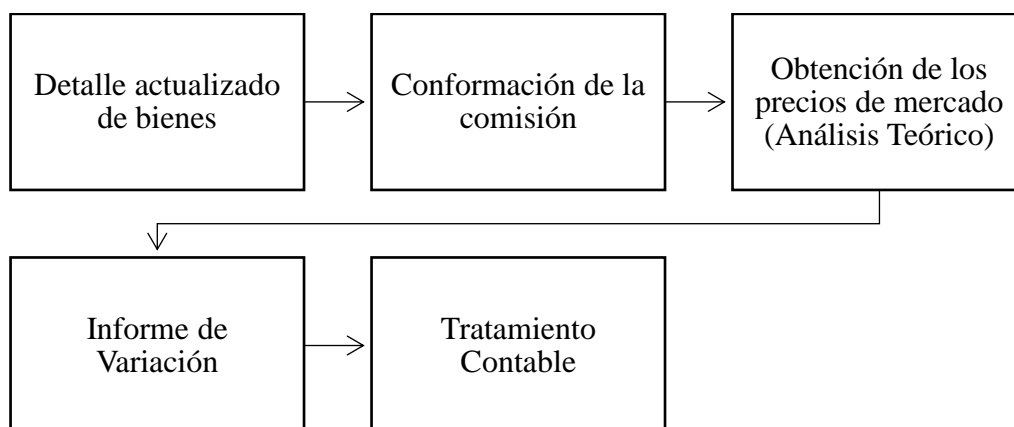 Detalle actualizado
de bienes
Conformación de la
comisión
Obtención de los
precios de mercado
(Análisis Teórico)
Informe de
Variación
Tratamiento
Contable